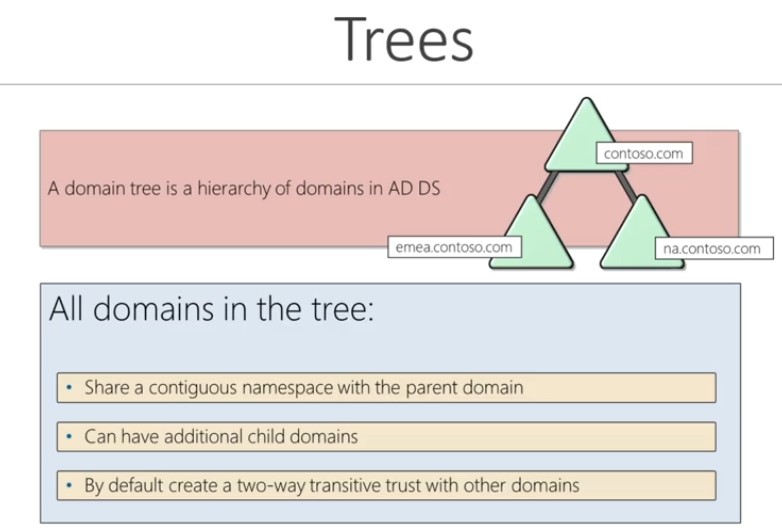 Trees
contoso.com
A domain tree is a hierarchy of domains in AD DS
emea.contoso.com
na.contoso.com
All domains in the tree:
• Share a contiguous namespace with the parent domain
• Can have additional child domains
• By default create a two-way transitive trust with other domains